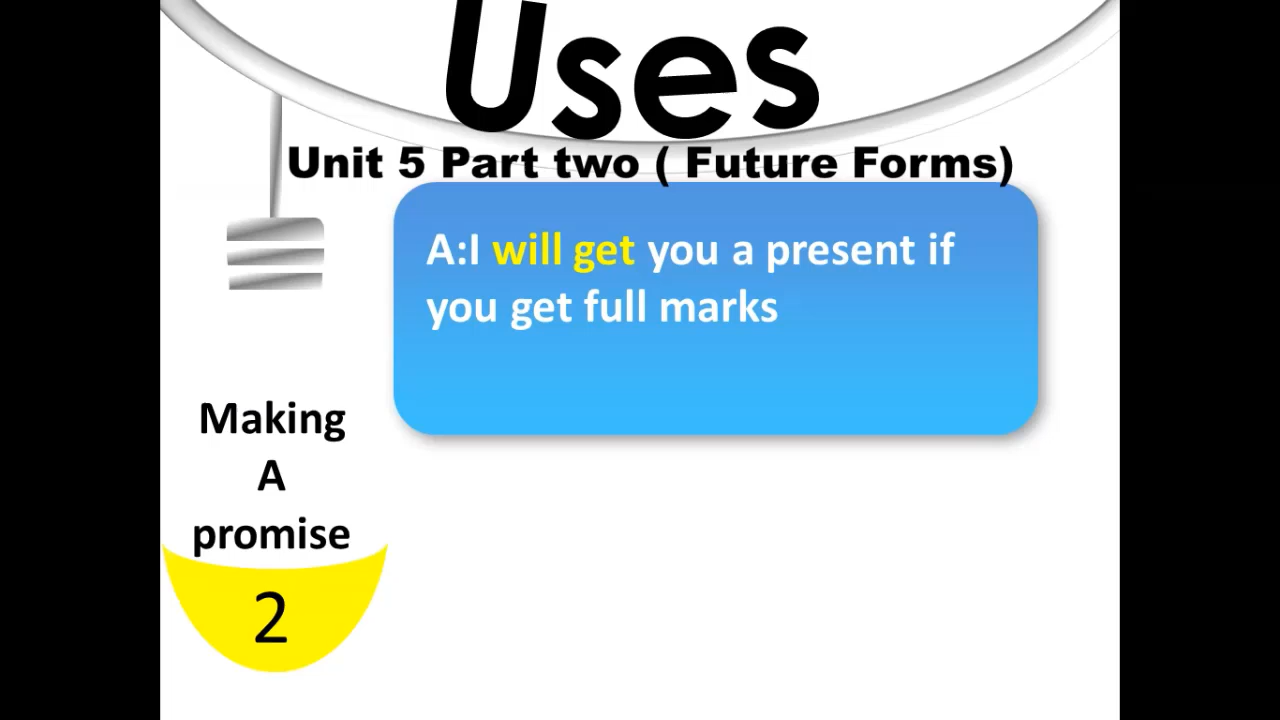 Uses
Unit 5 Part two ( Future Forms)
A:I will get you a present if
you get full marks
Making
A
promise
2